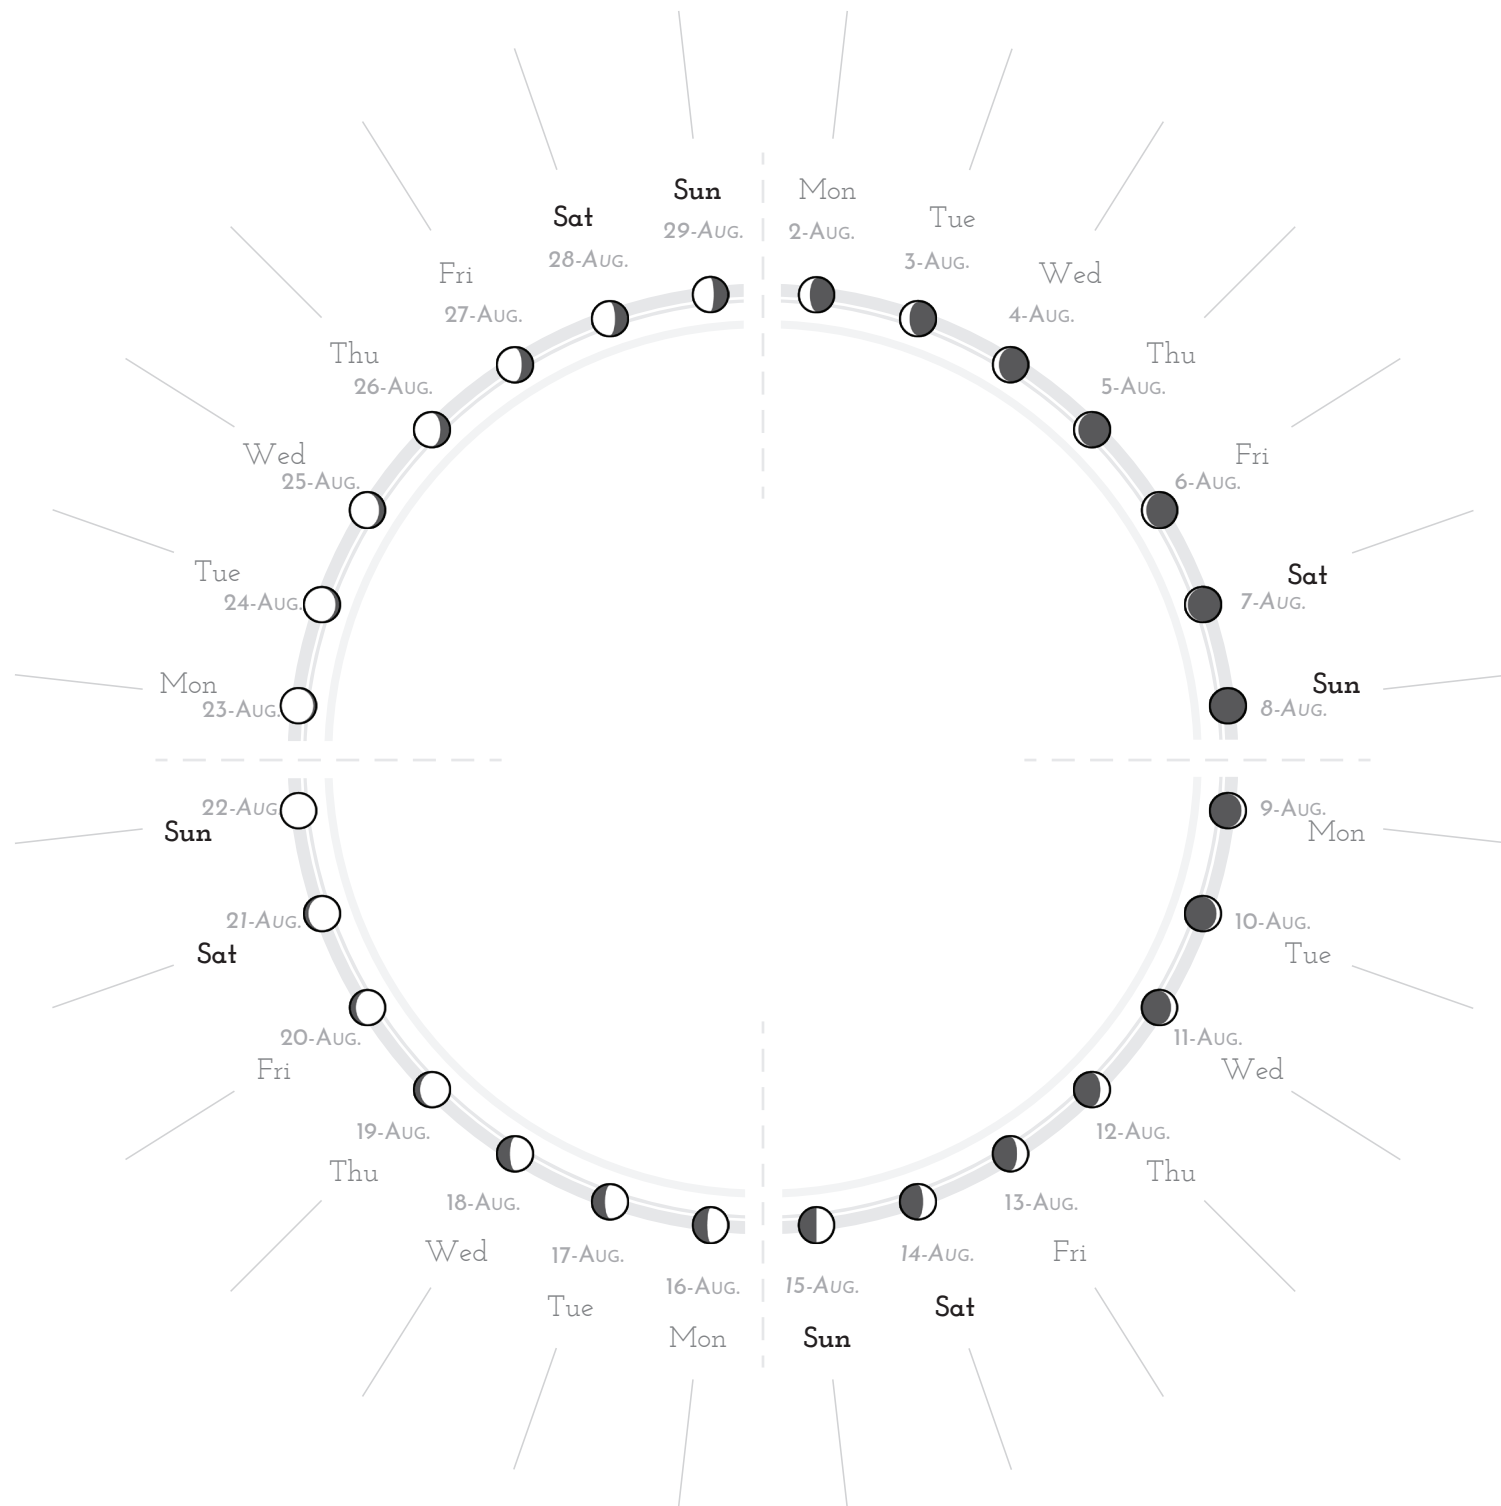 Mon
2-Aug.
Tue
3-Aug.
Wed
4-Aug.
Thu
5-Aug.
Fri
6-Aug.
Sat
7-Aug.
Sun
8-Aug.
9-Aug.
Mon
10-Aug.
Tue
11-Aug.
Wed
12-Aug.
Thu
13-Aug.
Fri
14-Aug.
Sat
15-Aug.
Sun
16-Aug.
Mon
17-Aug.
Tue
18-Aug.
Wed
19-Aug.
Thu
20-Aug.
Fri
21-Aug.
Sat
22-Aug
Sun
Mon
23-Aug.
Tue
24-Aug.
Wed
25-Aug.
Thu
26-Aug.
Fri
27-Aug.
Sat
28-Aug.
Sun
29-Aug.